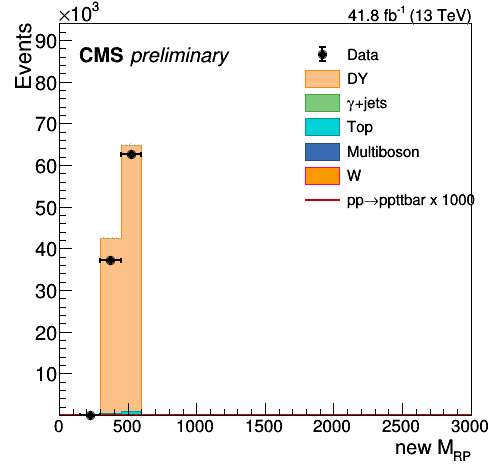 ×10³
41.8 fb⁻¹ (13 TeV)
Events
CMS preliminary
Data
DY
γ+jets
Top
Multiboson
W
pp→ppttbar x 1000
90
80
70
60
50
40
30
20
10
0 500 1000 1500 2000 2500 3000
new M_RP